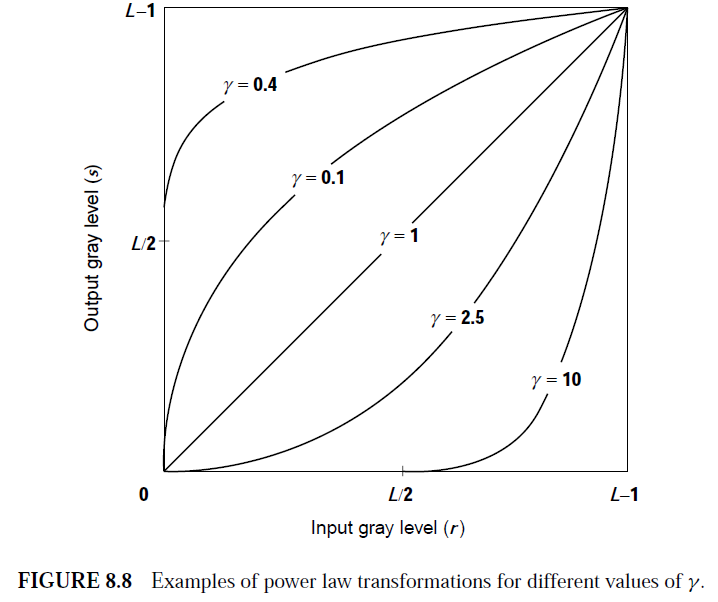 L–1
γ = 0.4
γ = 0.1
Output gray level (s)
L/2
γ = 1
γ = 2.5
γ = 10
0
L/2
L–1
Input gray level (r)
FIGURE 8.8 Examples of power law transformations for different values of γ.